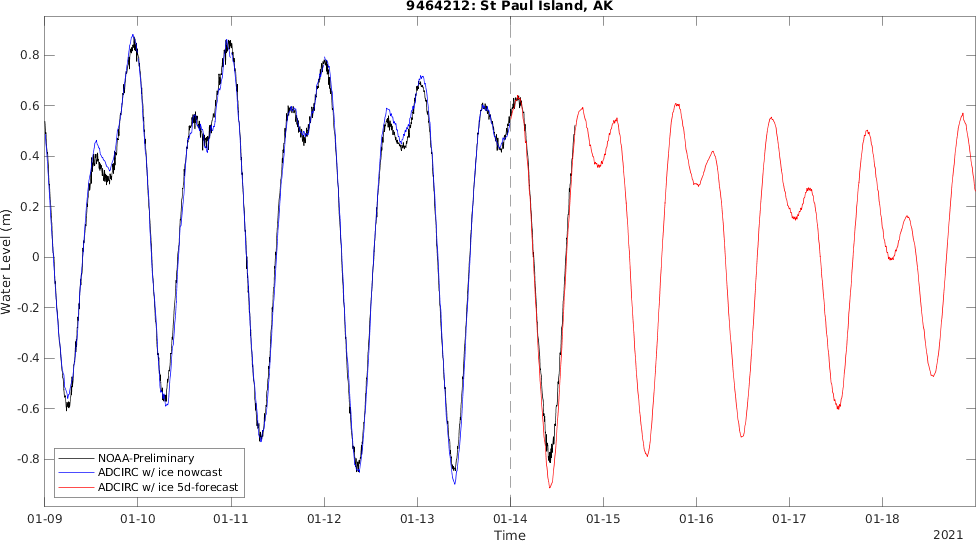 9464212: St Paul Island, AK
Water Level (m)
0.8
0.6
0.4
0.2
0
-0.2
-0.4
-0.6
-0.8
NOAA-Preliminary
ADCIRC w/ ice nowcast
ADCIRC w/ ice 5d-forecast
01-09 01-10 01-11 01-12 01-13 01-14 01-15 01-16 01-17 01-18
Time
2021